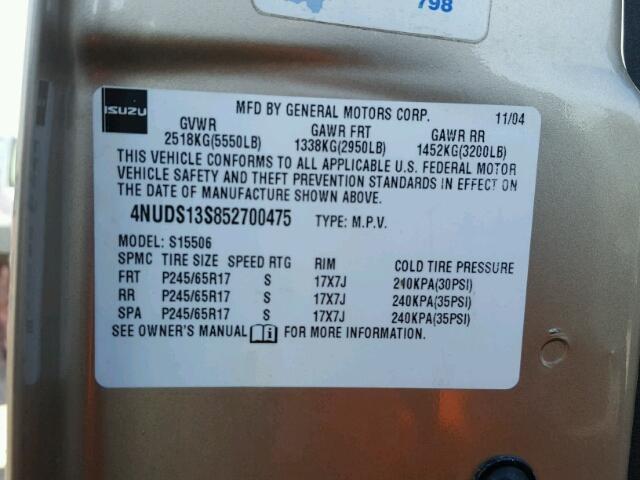 798
ISUZU MFD BY GENERAL MOTORS CORP. 11/04
GVWR GAWR FRT GAWR RR
2518KG(5550LB) 1338KG(2950LB) 1452KG(3200LB)
THIS VEHICLE CONFORMS TO ALL APPLICABLE U.S. FEDERAL MOTOR
VEHICLE SAFETY AND THEFT PREVENTION STANDARDS IN EFFECT ON
THE DATE OF MANUFACTURE SHOWN ABOVE.
4NUDS13S852700475 TYPE: M.P.V.
MODEL: S15506
SPMC TIRE SIZE SPEED RTG RIM COLD TIRE PRESSURE
FRT P245/65R17 S 17X7J 210KPA(30PSI)
RR P245/65R17 S 17X7J 240KPA(35PSI)
SPA P245/65R17 S 17X7J 240KPA(35PSI)
SEE OWNER'S MANUAL FOR MORE INFORMATION.